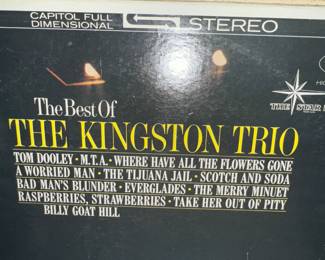 CAPITOL FULL
DIMENSIONAL
STEREO
The Best Of
THE STAR
THE KINGSTON TRIO
TOM DOOLEY • M.T.A. • WHERE HAVE ALL THE FLOWERS GONE
A WORRIED MAN • THE TIJUANA JAIL • SCOTCH AND SODA
BAD MAN'S BLUNDER • EVERGLADES • THE MERRY MINUET
RASPBERRIES, STRAWBERRIES • TAKE HER OUT OF PITY
BILLY GOAT HILL